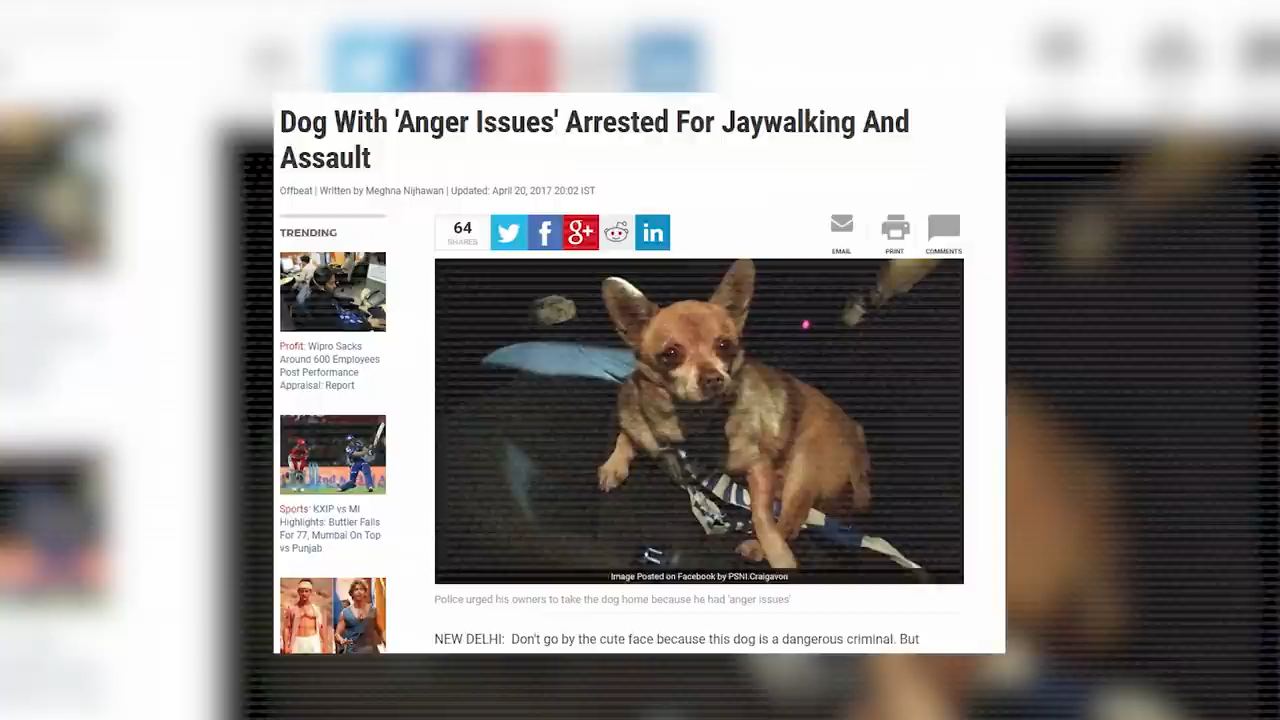 Dog With 'Anger Issues' Arrested For Jaywalking And
Assault
Offbeat | Written by Meghna Nijhawan | Updated: April 20, 2017 20:02 IST
TRENDING
64
SHARES
f
g+
in
EMAIL
PRINT
COMMENTS
Profit: Wipro Sacks
Around 600 Employees
Post Performance
Appraisal: Report
Sports: KXIP vs MI
Highlights: Buttler Falls
For 77, Mumbai On Top
vs Punjab
Image Posted on Facebook by PSNI.Craigavon
Police urged his owners to take the dog home because he had 'anger issues'
NEW DELHI: Don't go by the cute face because this dog is a dangerous criminal. But